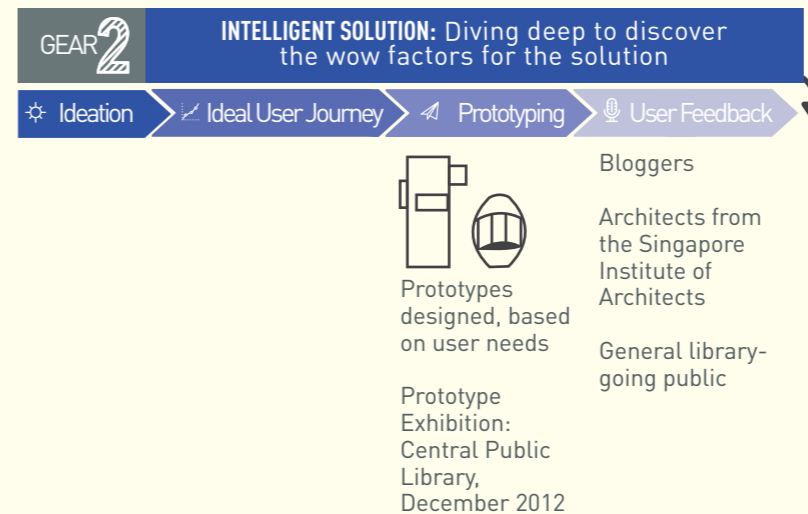 GEAR 2
INTELLIGENT SOLUTION: Diving deep to discover
the wow factors for the solution
Ideation
Ideal User Journey
Prototyping
User Feedback
Prototypes
designed, based
on user needs
Prototype
Exhibition:
Central Public
Library,
December 2012
Bloggers
Architects from
the Singapore
Institute of
Architects
General library-
going public